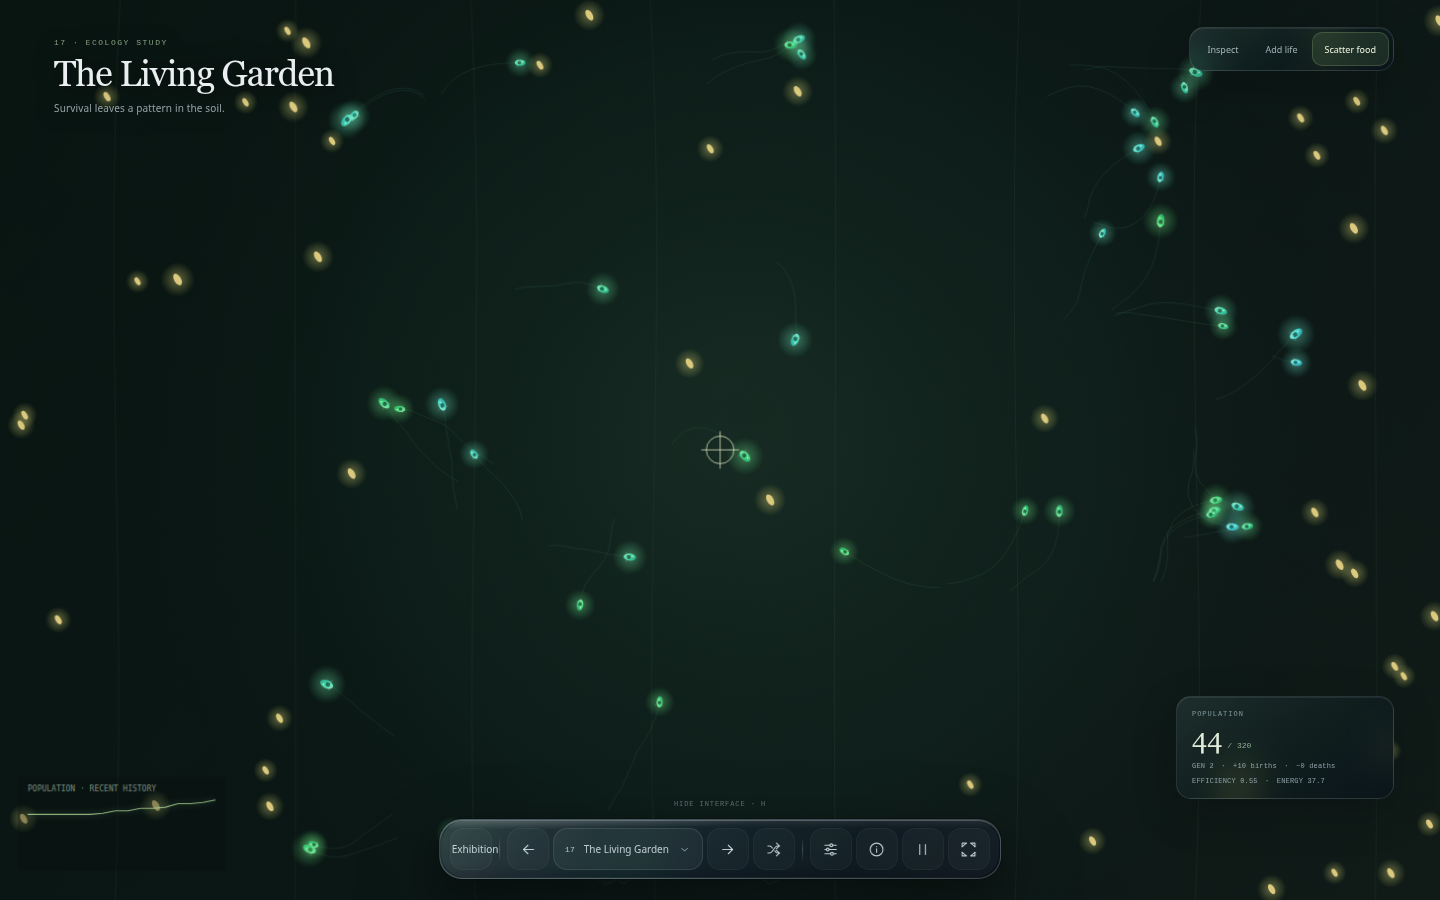 17 · ECOLOGY STUDY
The Living Garden
Survival leaves a pattern in the soil.
Inspect
Add life
Scatter food
POPULATION
44 / 320
GEN 2 · +10 births · −0 deaths
EFFICIENCY 0.55 · ENERGY 37.7
POPULATION · RECENT HISTORY
HIDE INTERFACE · H
Exhibition
17 The Living Garden